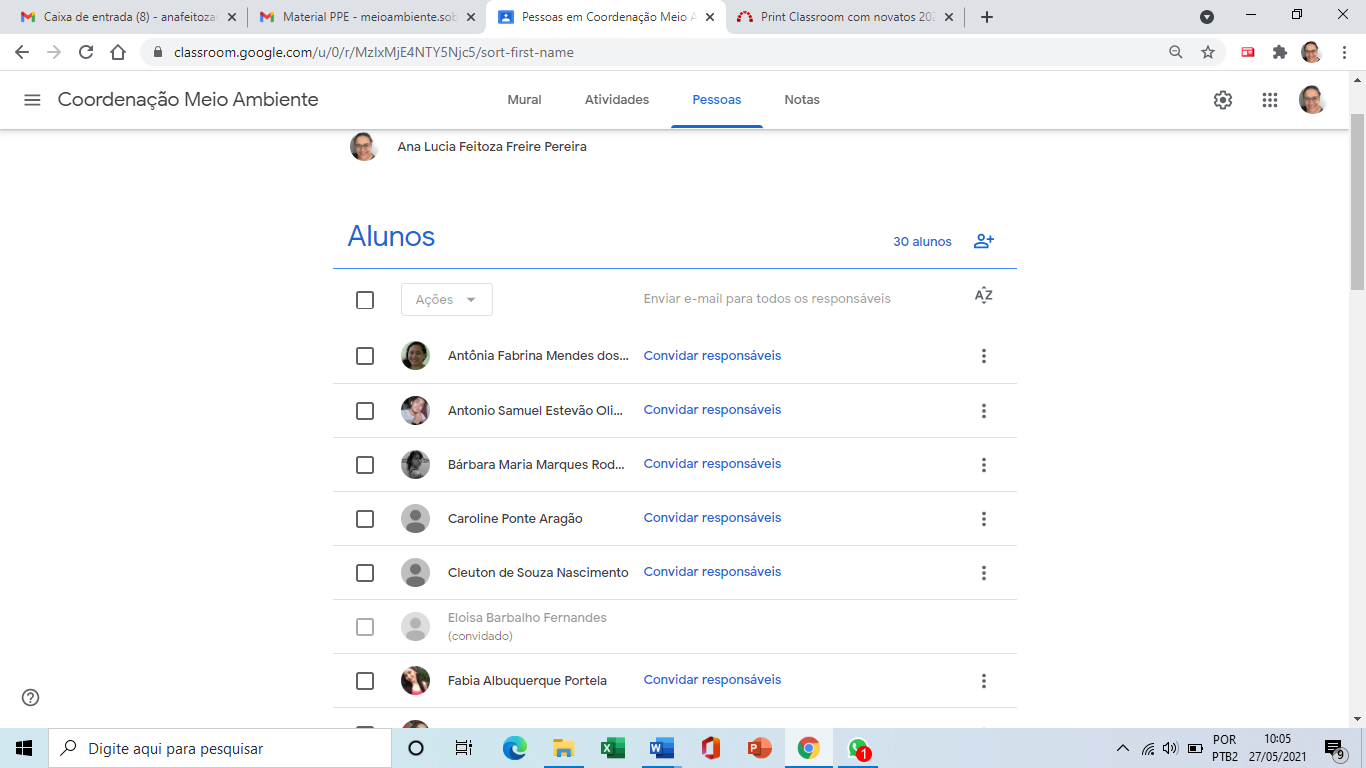 Caixa de entrada (8) - anafeitoza
Material PPE - meioambiente.sob
Pessoas em Coordenação Meio A
Print Classroom com novatos 202
classroom.google.com/u/0/r/MzIxMjE4NTY5Njc5/sort-first-name
Coordenação Meio Ambiente
Mural
Atividades
Pessoas
Notas
Ana Lucia Feitoza Freire Pereira
Alunos
30 alunos
Ações
Enviar e-mail para todos os responsáveis
AZ
Antônia Fabrina Mendes dos... Convidar responsáveis
Antonio Samuel Estevão Oli... Convidar responsáveis
Bárbara Maria Marques Rod... Convidar responsáveis
Caroline Ponte Aragão Convidar responsáveis
Cleuton de Souza Nascimento Convidar responsáveis
Eloisa Barbalho Fernandes
(convidado)
Fabia Albuquerque Portela Convidar responsáveis
Digite aqui para pesquisar
1
POR
PTB2
10:05
27/05/2021
9